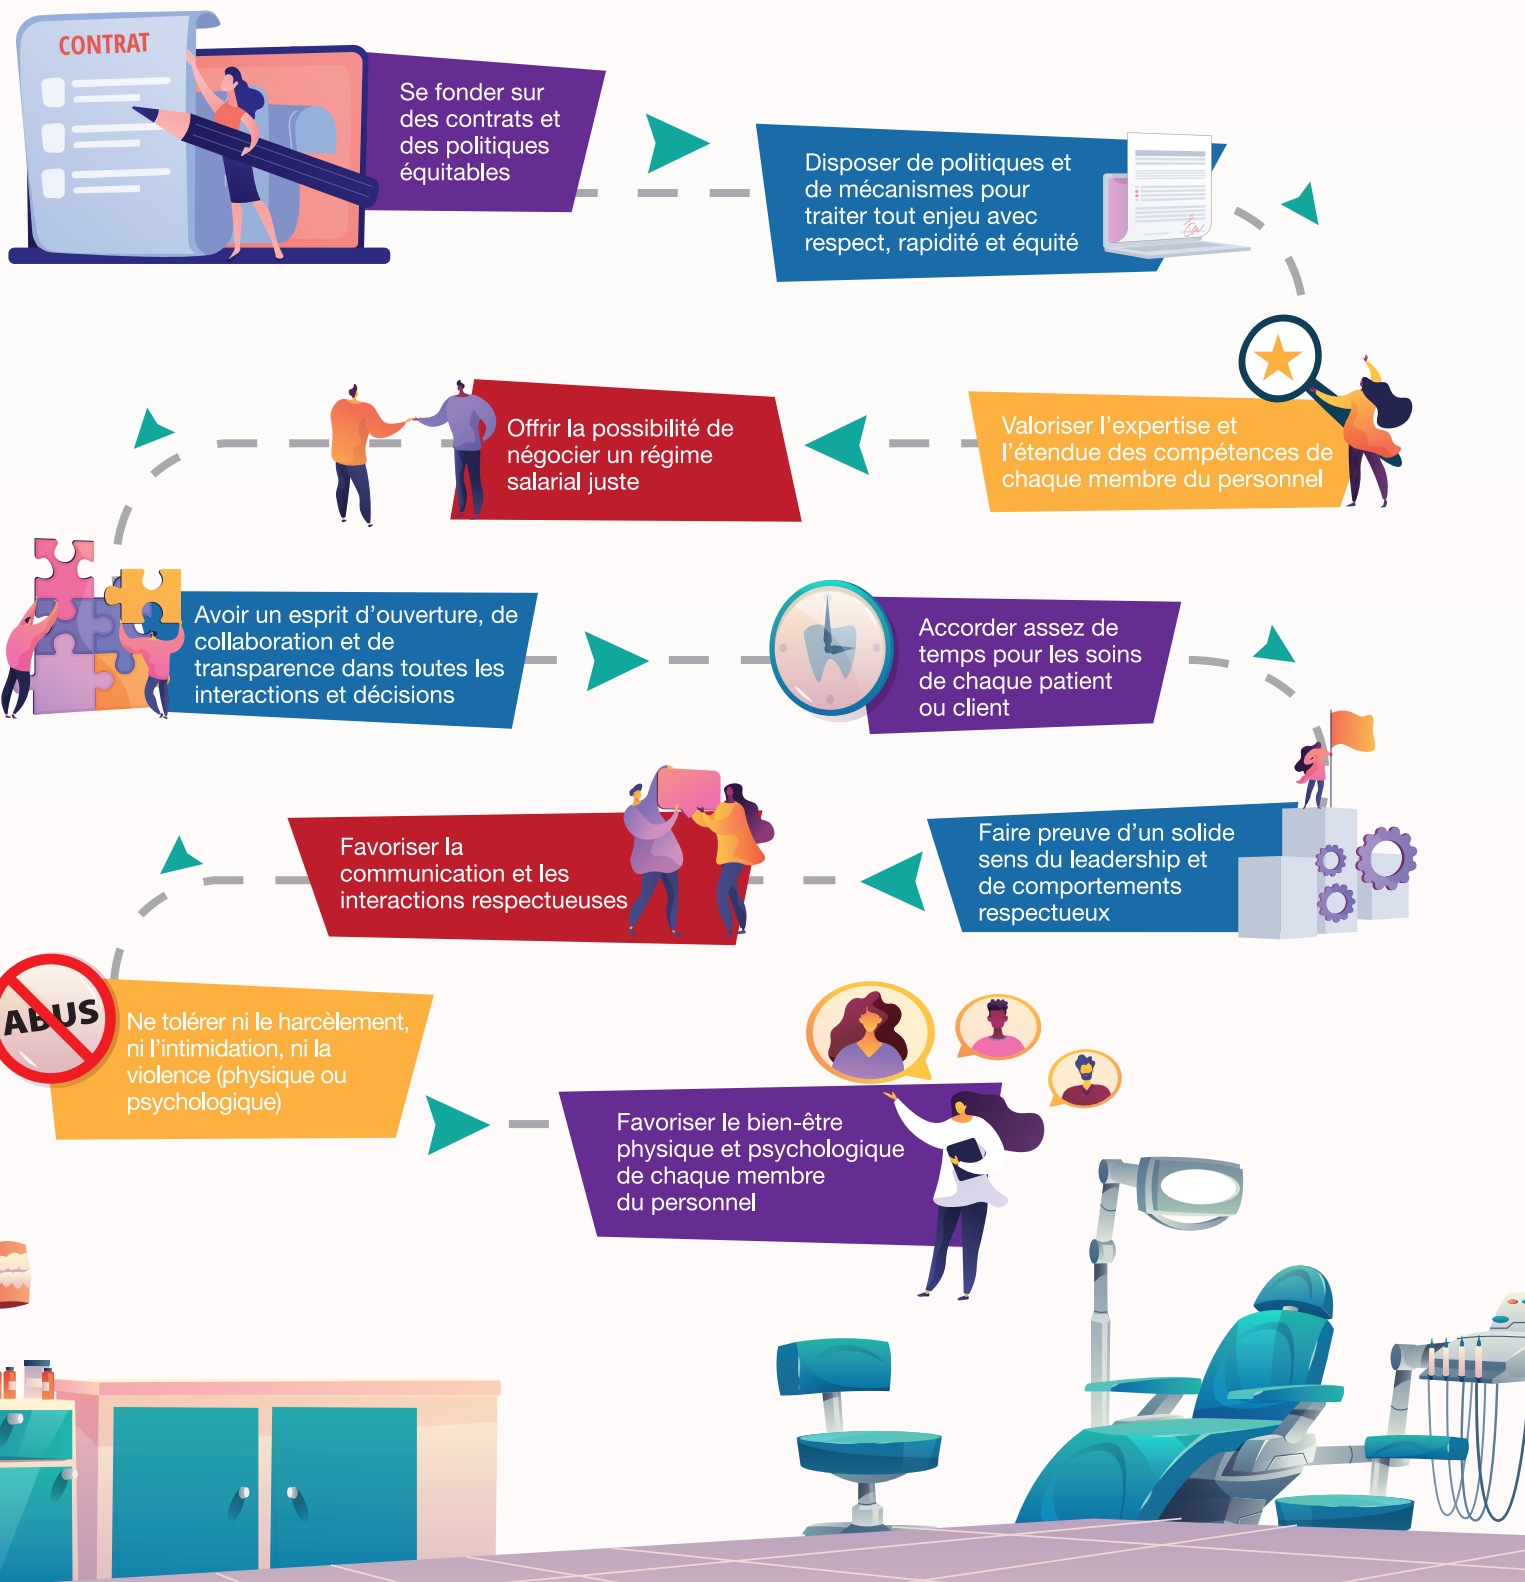 CONTRAT
Se fonder sur
des contrats et
des politiques
équitables
Disposer de politiques et
de mécanismes pour
traiter tout enjeu avec
respect, rapidité et équité
Valoriser l'expertise et
l'étendue des compétences de
chaque membre du personnel
Offrir la possibilité de
négocier un régime
salarial juste
Avoir un esprit d'ouverture, de
collaboration et de
transparence dans toutes les
interactions et décisions
Accorder assez de
temps pour les soins
de chaque patient
ou client
Faire preuve d'un solide
sens du leadership et
de comportements
respectueux
Favoriser la
communication et les
interactions respectueuses
ABUS
Ne tolérer ni le harcèlement,
ni l'intimidation, ni la
violence (physique ou
psychologique)
Favoriser le bien-être
physique et psychologique
de chaque membre
du personnel